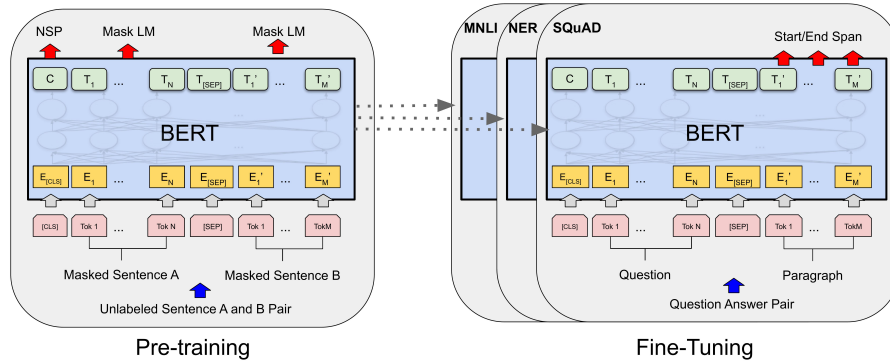 NSP Mask LM Mask LM
C T1 ... TN T[SEP] T1' ... TM'
BERT
E[CLS] E1 ... EN E[SEP] E1' ... EM'
[CLS] Tok 1 ... Tok N [SEP] Tok 1 ... TokM
Masked Sentence A Masked Sentence B
Unlabeled Sentence A and B Pair
Pre-training
MNLI NER SQuAD
Start/End Span
C T1 ... TN T[SEP] T1' ... TM'
BERT
E[CLS] E1 ... EN E[SEP] E1' ... EM'
[CLS] Tok 1 ... Tok N [SEP] Tok 1 ... TokM
Question Paragraph
Question Answer Pair
Fine-Tuning